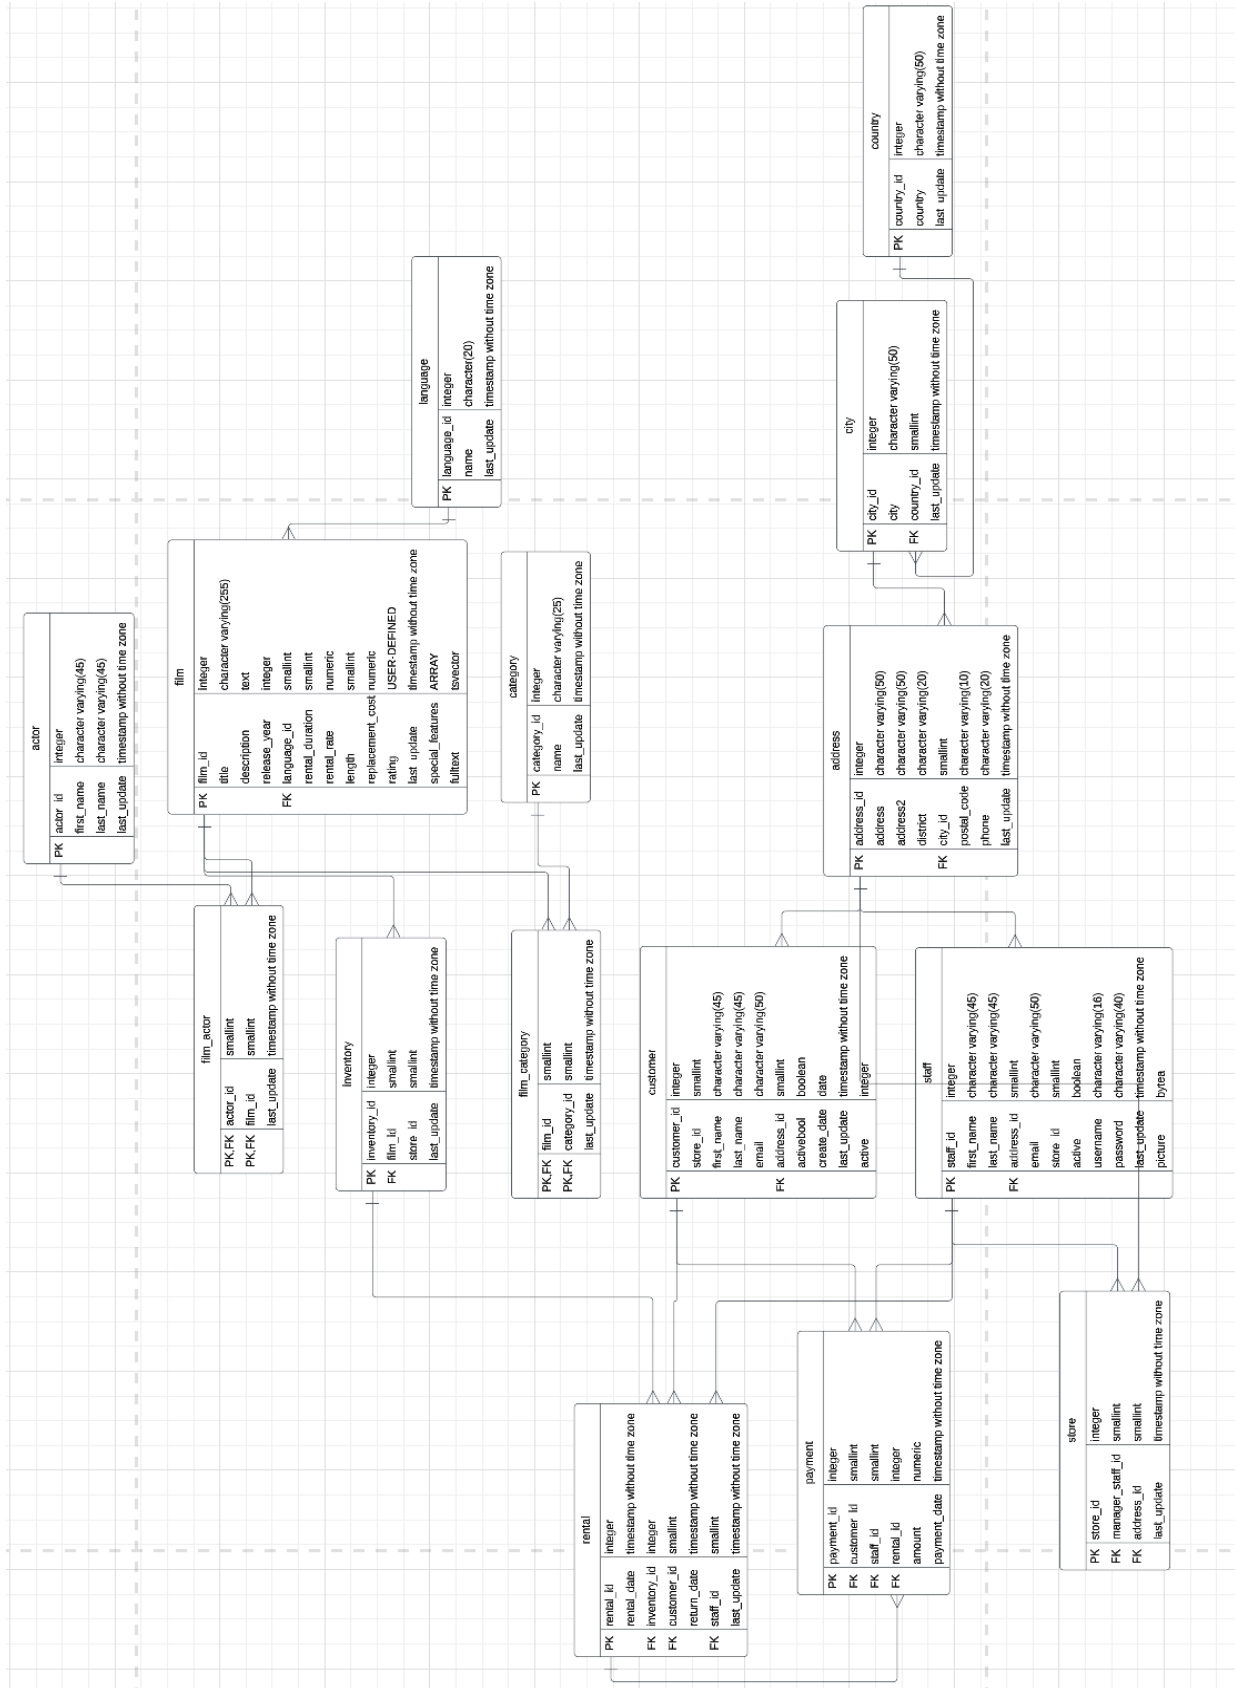 actor
PK actor_id integer
first_name character varying(45)
last_name character varying(45)
last_update timestamp without time zone
film
PK film_id integer
title character varying(255)
description text
release_year integer
FK language_id smallint
rental_duration smallint
rental_rate numeric
length smallint
replacement_cost numeric
rating USER-DEFINED
last_update timestamp without time zone
special_features ARRAY
fulltext tsvector
language
PK language_id integer
name character(20)
last_update timestamp without time zone
category
PK category_id integer
name character varying(25)
last_update timestamp without time zone
film_actor
PK,FK actor_id smallint
PK,FK film_id smallint
last_update timestamp without time zone
inventory
PK inventory_id integer
FK film_id smallint
store_id smallint
last_update timestamp without time zone
film_category
PK,FK film_id smallint
PK,FK category_id smallint
last_update timestamp without time zone
country
PK country_id integer
country character varying(50)
last_update timestamp without time zone
city
PK city_id integer
city character varying(50)
FK country_id smallint
last_update timestamp without time zone
address
PK address_id integer
address character varying(50)
address2 character varying(50)
district character varying(20)
FK city_id smallint
postal_code character varying(10)
phone character varying(20)
last_update timestamp without time zone
customer
PK customer_id integer
store_id smallint
first_name character varying(45)
last_name character varying(45)
email character varying(50)
FK address_id smallint
activebool boolean
create_date date
last_update timestamp without time zone
active integer
staff
PK staff_id integer
first_name character varying(45)
last_name character varying(45)
FK address_id smallint
email character varying(50)
store_id smallint
active boolean
username character varying(16)
password character varying(40)
last_update timestamp without time zone
picture bytea
rental
PK rental_id integer
rental_date timestamp without time zone
FK inventory_id integer
FK customer_id smallint
return_date timestamp without time zone
FK staff_id smallint
last_update timestamp without time zone
payment
PK payment_id integer
FK customer_id smallint
FK staff_id smallint
FK rental_id integer
amount numeric
payment_date timestamp without time zone
store
PK store_id integer
FK manager_staff_id smallint
FK address_id smallint
last_update timestamp without time zone